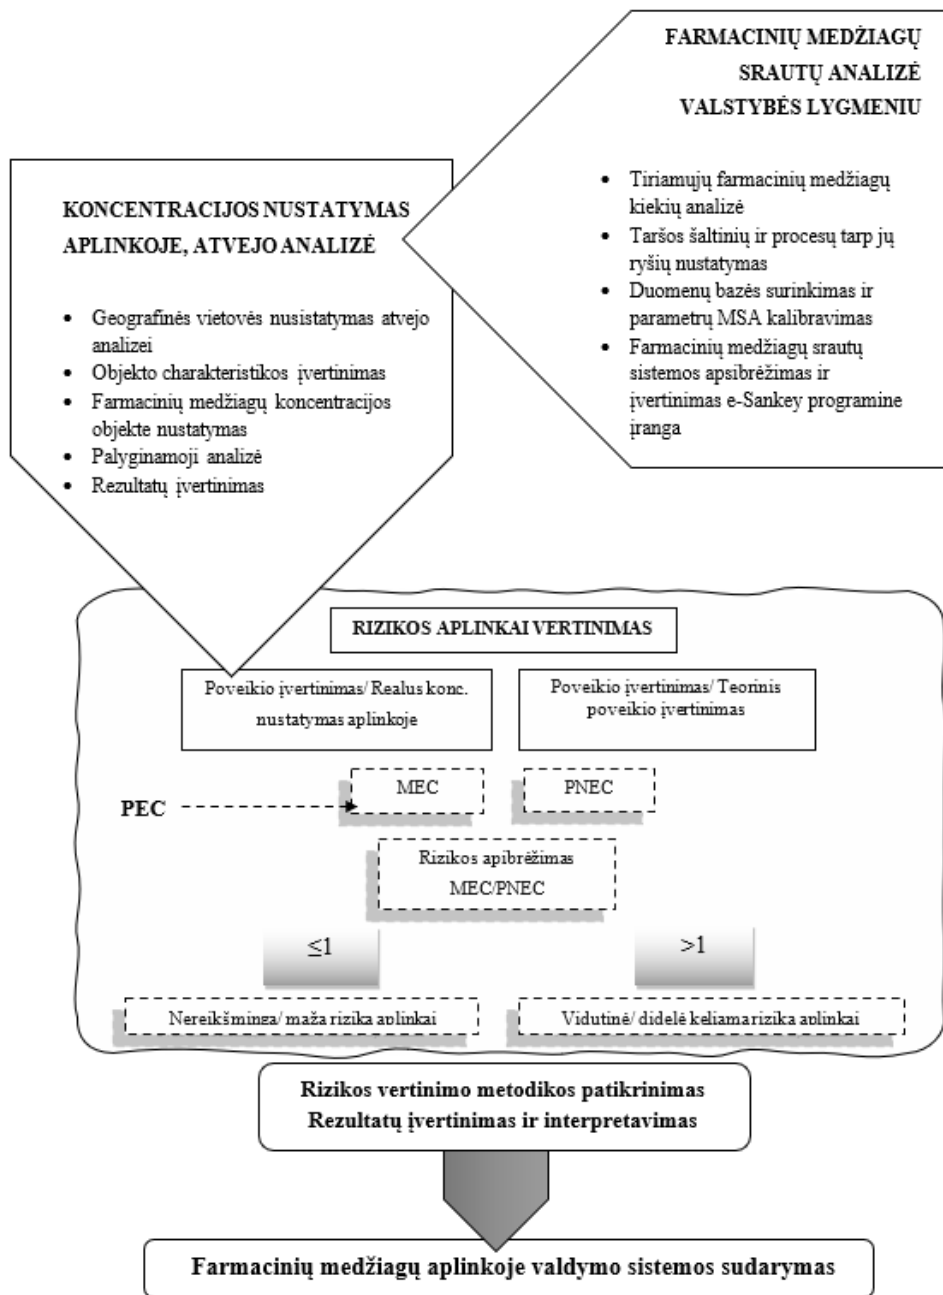 FARMACINIŲ MEDŽIAGŲ
SRAUTŲ ANALIZĖ
VALSTYBĖS LYGMENIU
• Tiriamųjų farmacinių medžiagų
kiekių analizė
• Taršos šaltinių ir procesų tarp jų
ryšių nustatymas
• Duomenų bazės surinkimas ir
parametrų MSA kalibravimas
• Farmacinių medžiagų srautų
sistemos apsibrėžimas ir
įvertinimas e-Sankey programine
įranga
KONCENTRACIJOS NUSTATYMAS
APLINKOJE, ATVEJO ANALIZĖ
• Geografinės vietovės nusistatymas atvejo
analizei
• Objekto charakteristikos įvertinimas
• Farmacinių medžiagų koncentracijos
objekte nustatymas
• Palyginamoji analizė
• Rezultatų įvertinimas
RIZIKOS APLINKAI VERTINIMAS
Poveikio įvertinimas/ Realus konc.
nustatymas aplinkoje
Poveikio įvertinimas/ Teorinis
poveikio įvertinimas
PEC
MEC
PNEC
Rizikos apibrėžimas
MEC/PNEC
≤1
>1
Nereikšminga/ maža rizika aplinkai
Vidutinė/ didelė keliama rizika aplinkai
Rizikos vertinimo metodikos patikrinimas
Rezultatų įvertinimas ir interpretavimas
Farmacinių medžiagų aplinkoje valdymo sistemos sudarymas